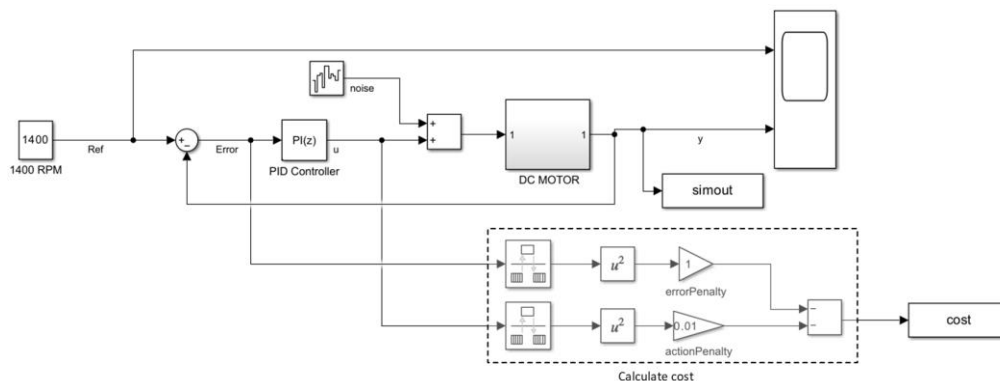 noise
1400
Ref
1400 RPM
+
−
Error
PI(z)
PID Controller
u
+
+
1
1
DC MOTOR
y
simout
u²
1
errorPenalty
u²
0.01
actionPenalty
−
−
cost
Calculate cost